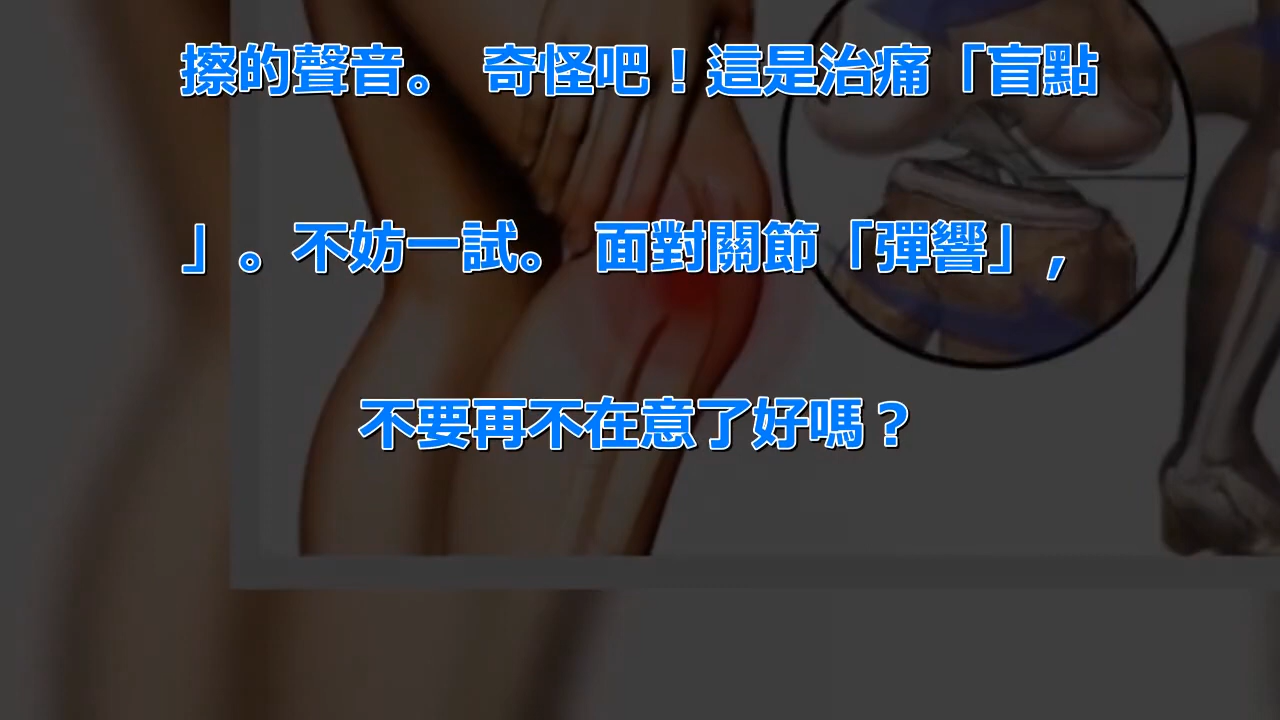 擦的聲音。 奇怪吧！這是治痛「盲點
」。不妨一試。 面對關節「彈響」，
不要再不在意了好嗎？